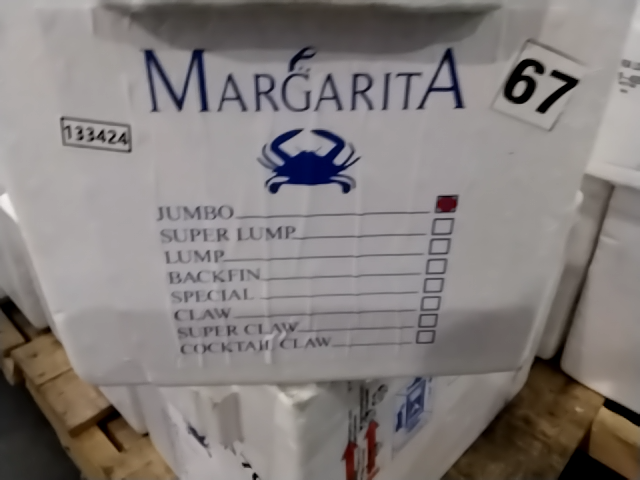 MARGARITA
67
133424
JUMBO
SUPER LUMP
LUMP
BACKFIN
SPECIAL
CLAW
SUPER CLAW
COCKTAIL CLAW